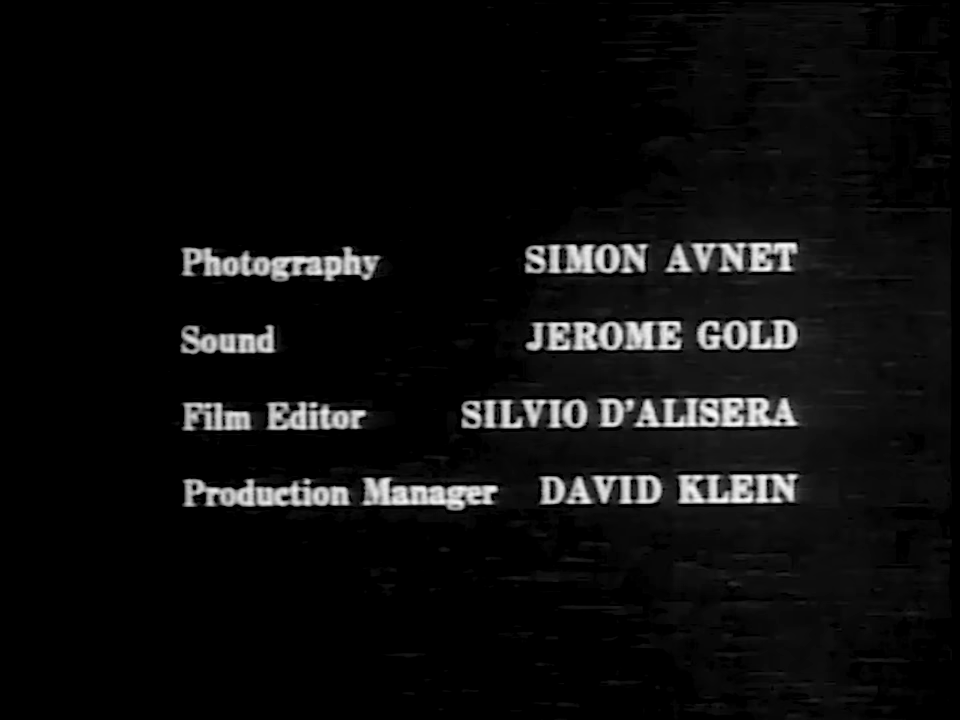 Photography SIMON AVNET
Sound JEROME GOLD
Film Editor SILVIO D'ALISERA
Production Manager DAVID KLEIN